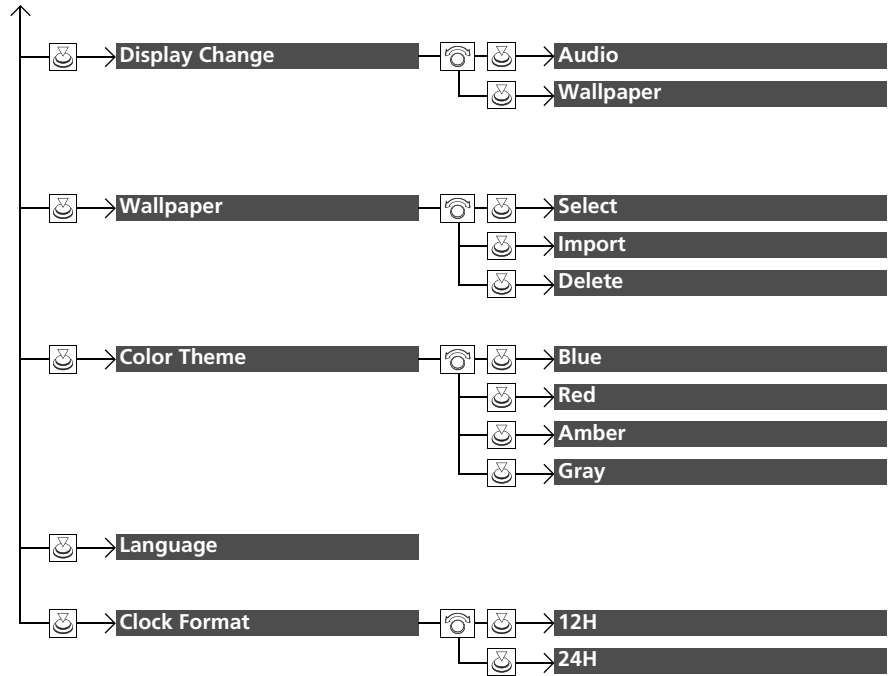 Display Change
Audio
Wallpaper
Wallpaper
Select
Import
Delete
Color Theme
Blue
Red
Amber
Gray
Language
Clock Format
12H
24H